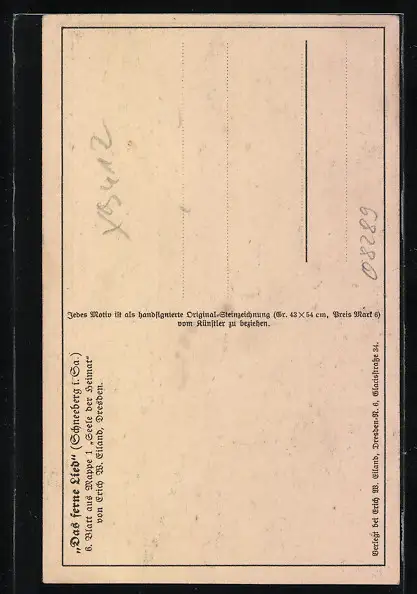 „Das ferne Lied“ (Schneeberg i. Sa.)
6. Blatt aus Mappe 1 „Seele der Heimat“
von Erich W. Eiland, Dresden.
Jedes Motiv ist als handsignierte Original-Steinzeichnung (Gr. 43 × 54 cm, Preis Mark 6)
vom Künstler zu beziehen.
Verlegt bei Erich W. Eiland, Dresden-N. 6, Glacisstraße 34.
08289